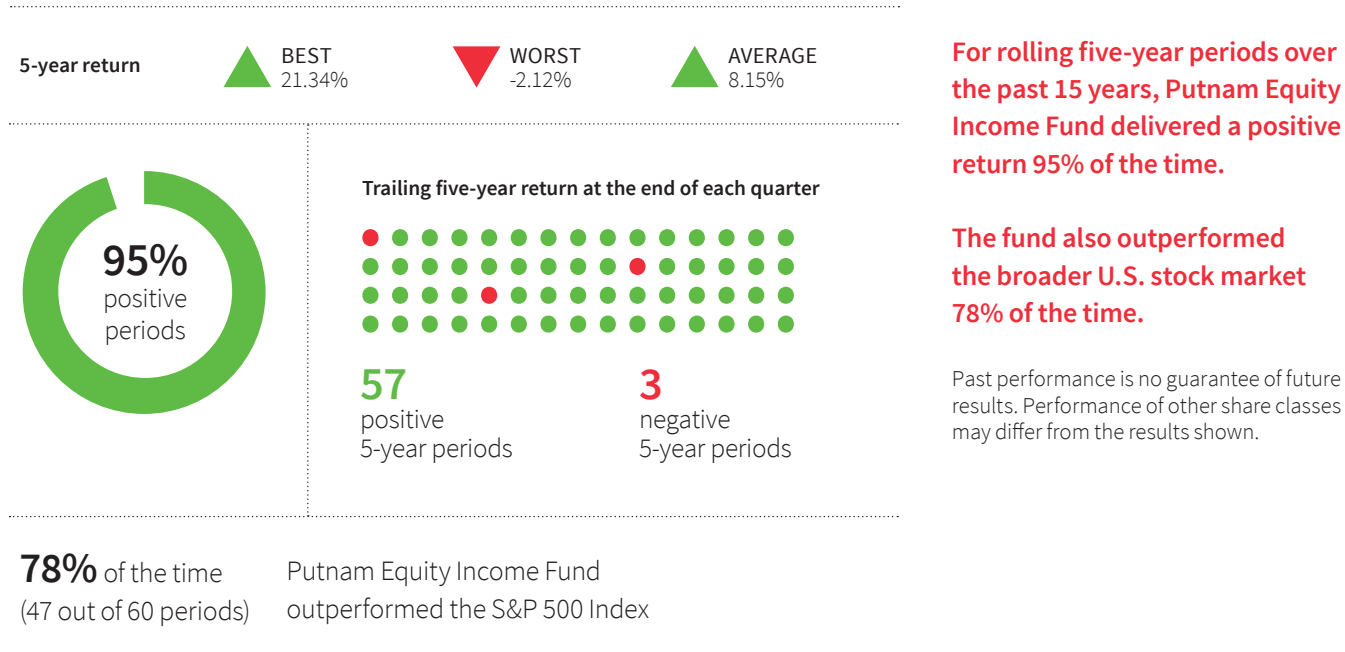 5-year return
BEST
21.34%
WORST
-2.12%
AVERAGE
8.15%
95%
positive
periods
Trailing five-year return at the end of each quarter
57
positive
5-year periods
3
negative
5-year periods
78% of the time
(47 out of 60 periods)
Putnam Equity Income Fund
outperformed the S&P 500 Index
For rolling five-year periods over
the past 15 years, Putnam Equity
Income Fund delivered a positive
return 95% of the time.
The fund also outperformed
the broader U.S. stock market
78% of the time.
Past performance is no guarantee of future
results. Performance of other share classes
may differ from the results shown.